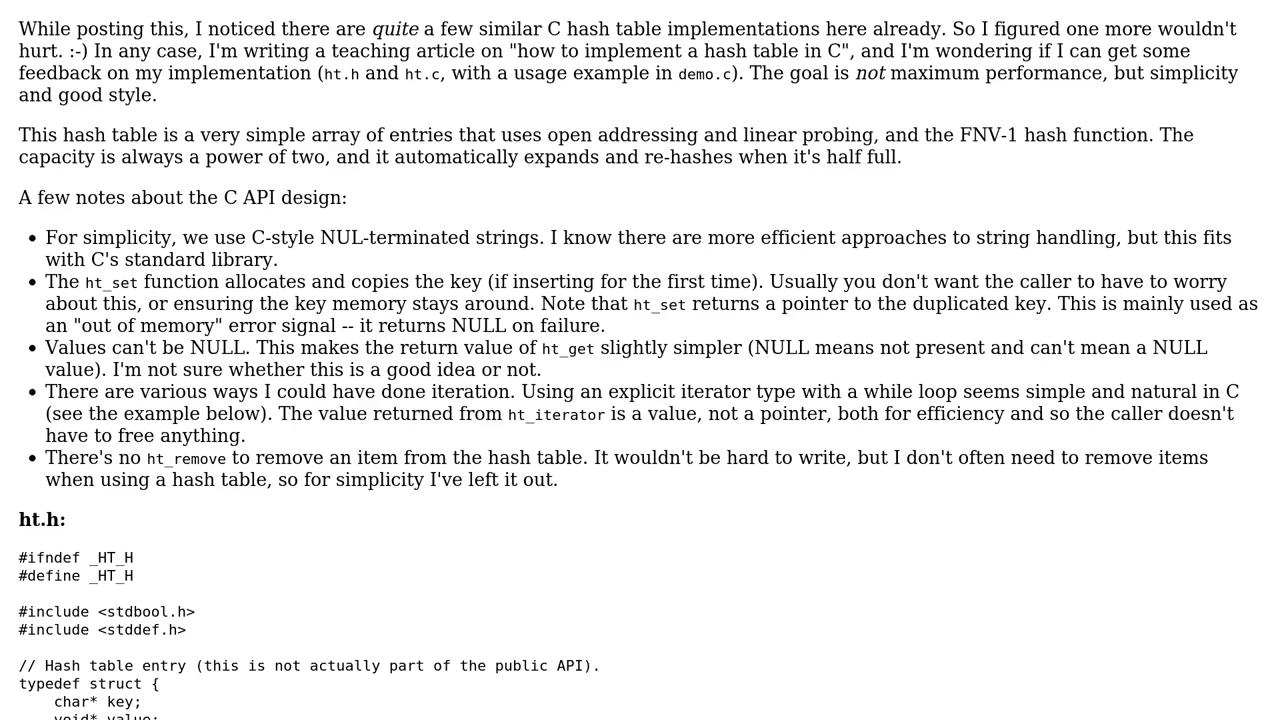 While posting this, I noticed there are quite a few similar C hash table implementations here already. So I figured one more wouldn't
hurt. :-) In any case, I'm writing a teaching article on "how to implement a hash table in C", and I'm wondering if I can get some
feedback on my implementation (ht.h and ht.c, with a usage example in demo.c). The goal is not maximum performance, but simplicity
and good style.
This hash table is a very simple array of entries that uses open addressing and linear probing, and the FNV-1 hash function. The
capacity is always a power of two, and it automatically expands and re-hashes when it's half full.
A few notes about the C API design:
• For simplicity, we use C-style NUL-terminated strings. I know there are more efficient approaches to string handling, but this fits
with C's standard library.
• The ht_set function allocates and copies the key (if inserting for the first time). Usually you don't want the caller to have to worry
about this, or ensuring the key memory stays around. Note that ht_set returns a pointer to the duplicated key. This is mainly used as
an "out of memory" error signal -- it returns NULL on failure.
• Values can't be NULL. This makes the return value of ht_get slightly simpler (NULL means not present and can't mean a NULL
value). I'm not sure whether this is a good idea or not.
• There are various ways I could have done iteration. Using an explicit iterator type with a while loop seems simple and natural in C
(see the example below). The value returned from ht_iterator is a value, not a pointer, both for efficiency and so the caller doesn't
have to free anything.
• There's no ht_remove to remove an item from the hash table. It wouldn't be hard to write, but I don't often need to remove items
when using a hash table, so for simplicity I've left it out.
ht.h:
#ifndef _HT_H
#define _HT_H
#include <stdbool.h>
#include <stddef.h>
// Hash table entry (this is not actually part of the public API).
typedef struct {
    char* key;
    void* value;